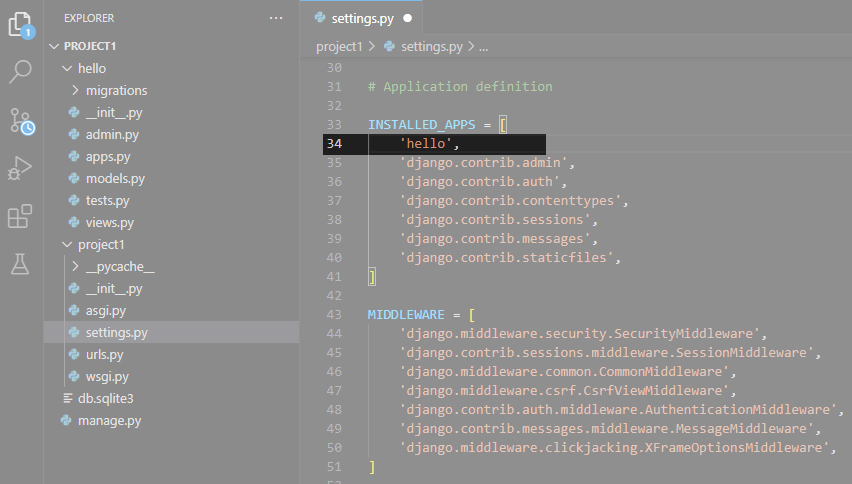 EXPLORER
PROJECT1
hello
migrations
__init__.py
admin.py
apps.py
models.py
tests.py
views.py
project1
__pycache__
__init__.py
asgi.py
settings.py
urls.py
wsgi.py
db.sqlite3
manage.py
1
settings.py
project1 > settings.py > ...
30
31 # Application definition
32
33 INSTALLED_APPS = [
34     'hello',
35     'django.contrib.admin',
36     'django.contrib.auth',
37     'django.contrib.contenttypes',
38     'django.contrib.sessions',
39     'django.contrib.messages',
40     'django.contrib.staticfiles',
41 ]
42
43 MIDDLEWARE = [
44     'django.middleware.security.SecurityMiddleware',
45     'django.contrib.sessions.middleware.SessionMiddleware',
46     'django.middleware.common.CommonMiddleware',
47     'django.middleware.csrf.CsrfViewMiddleware',
48     'django.contrib.auth.middleware.AuthenticationMiddleware',
49     'django.contrib.messages.middleware.MessageMiddleware',
50     'django.middleware.clickjacking.XFrameOptionsMiddleware',
51 ]